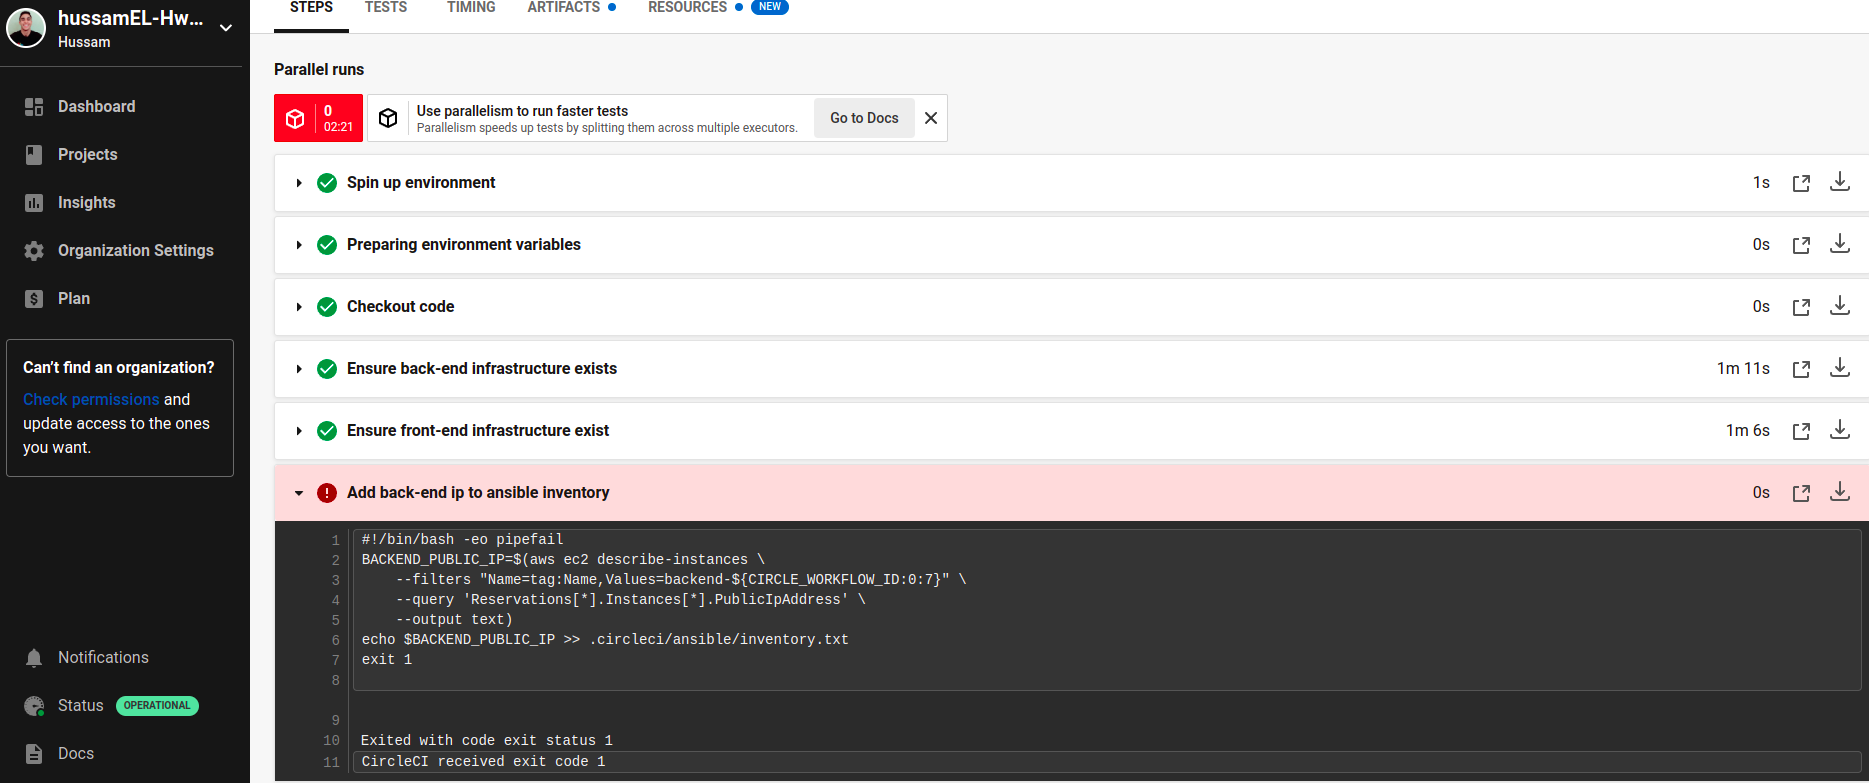 hussamEL-Hw...
Hussam
Dashboard
Projects
Insights
Organization Settings
Plan
Can't find an organization?
Check permissions and
update access to the ones
you want.
Notifications
Status OPERATIONAL
Docs
STEPS TESTS TIMING ARTIFACTS RESOURCES NEW
Parallel runs
0
02:21
Use parallelism to run faster tests
Parallelism speeds up tests by splitting them across multiple executors.
Go to Docs
Spin up environment 1s
Preparing environment variables 0s
Checkout code 0s
Ensure back-end infrastructure exists 1m 11s
Ensure front-end infrastructure exist 1m 6s
Add back-end ip to ansible inventory 0s
1 #!/bin/bash -eo pipefail
2 BACKEND_PUBLIC_IP=$(aws ec2 describe-instances \
3 --filters "Name=tag:Name,Values=backend-${CIRCLE_WORKFLOW_ID:0:7}" \
4 --query 'Reservations[*].Instances[*].PublicIpAddress' \
5 --output text)
6 echo $BACKEND_PUBLIC_IP >> .circleci/ansible/inventory.txt
7 exit 1
8
9
10 Exited with code exit status 1
11 CircleCI received exit code 1